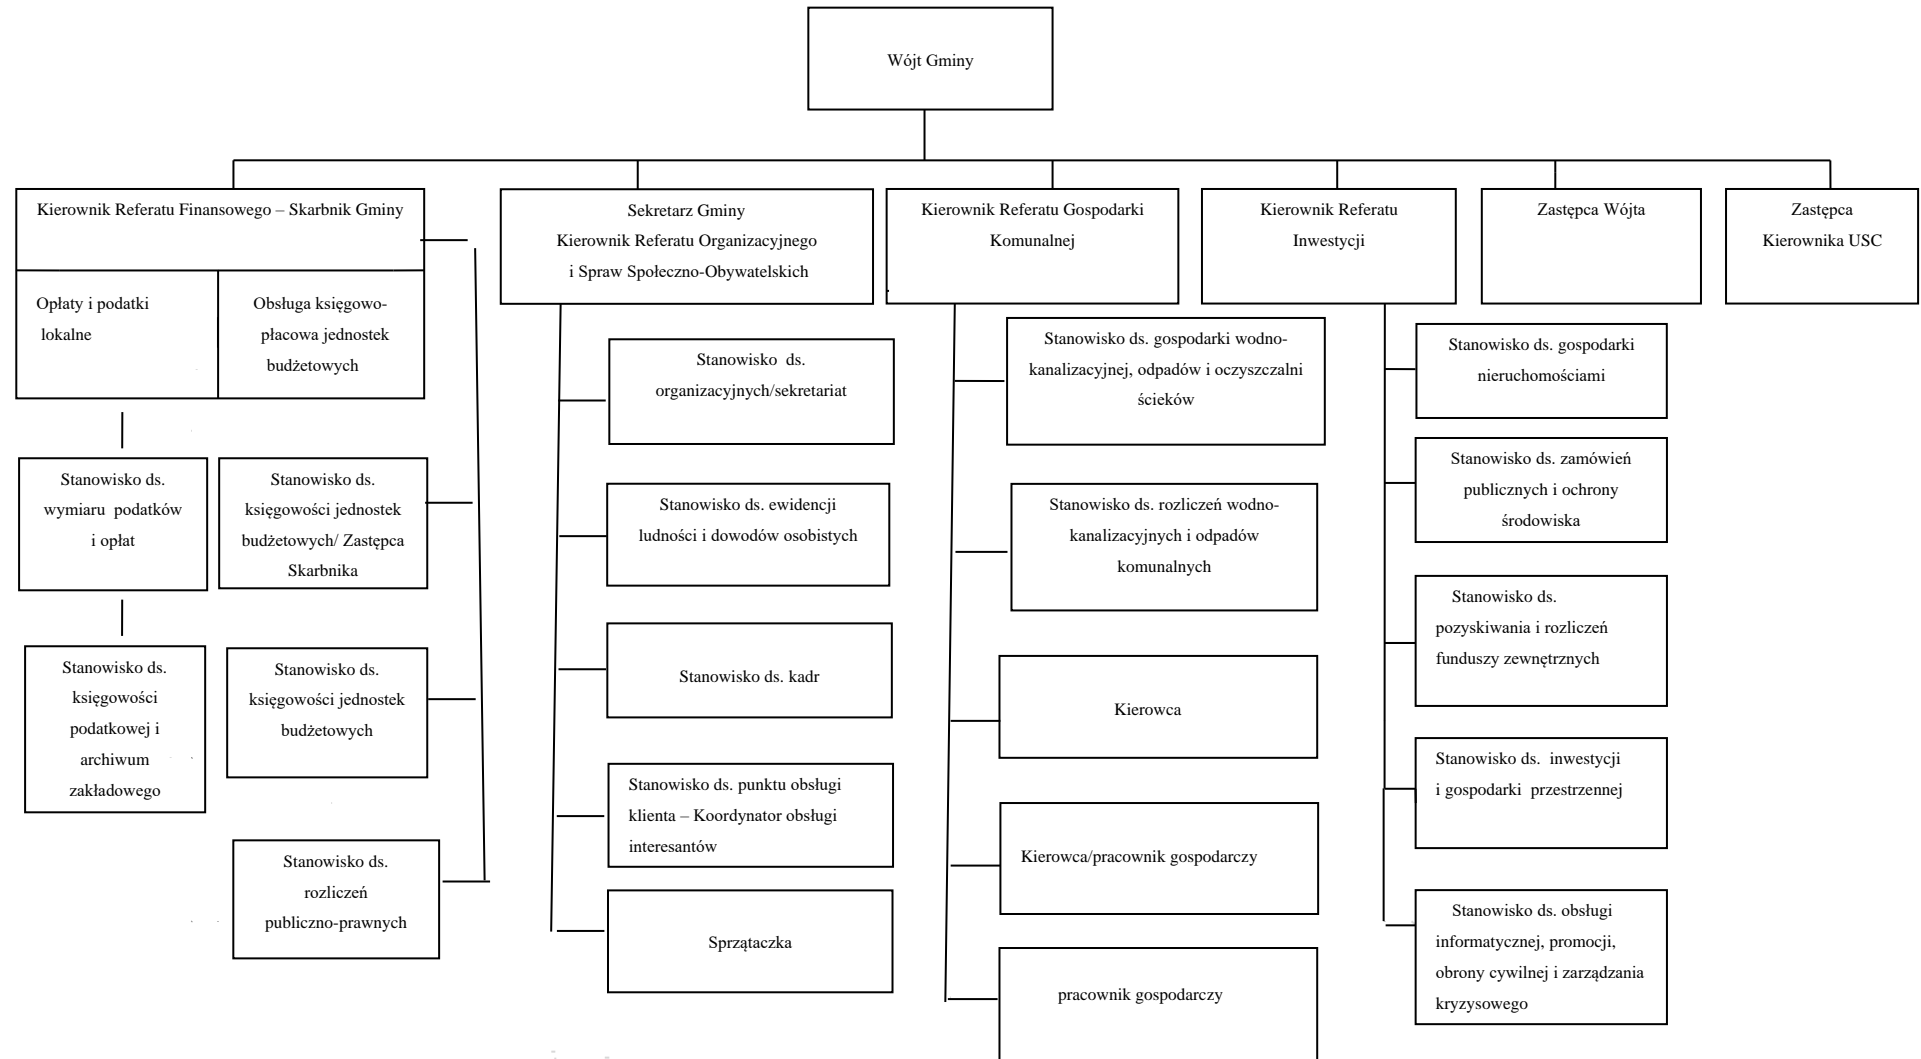 Wójt Gminy
Kierownik Referatu Finansowego – Skarbnik Gminy
Opłaty i podatki
lokalne
Obsługa księgowo-
płacowa jednostek
budżetowych
Stanowisko ds.
wymiaru podatków
i opłat
Stanowisko ds.
księgowości jednostek
budżetowych/ Zastępca
Skarbnika
Stanowisko ds.
księgowości
podatkowej i
archiwum
zakładowego
Stanowisko ds.
księgowości jednostek
budżetowych
Stanowisko ds.
rozliczeń
publiczno-prawnych
Sekretarz Gminy
Kierownik Referatu Organizacyjnego
i Spraw Społeczno-Obywatelskich
Stanowisko ds.
organizacyjnych/sekretariat
Stanowisko ds. ewidencji
ludności i dowodów osobistych
Stanowisko ds. kadr
Stanowisko ds. punktu obsługi
klienta – Koordynator obsługi
interesantów
Sprzątaczka
Kierownik Referatu Gospodarki
Komunalnej
Stanowisko ds. gospodarki wodno-
kanalizacyjnej, odpadów i oczyszczalni
ścieków
Stanowisko ds. rozliczeń wodno-
kanalizacyjnych i odpadów
komunalnych
Kierowca
Kierowca/pracownik gospodarczy
pracownik gospodarczy
Kierownik Referatu
Inwestycji
Stanowisko ds. gospodarki
nieruchomościami
Stanowisko ds. zamówień
publicznych i ochrony
środowiska
Stanowisko ds.
pozyskiwania i rozliczeń
funduszy zewnętrznych
Stanowisko ds. inwestycji
i gospodarki przestrzennej
Stanowisko ds. obsługi
informatycznej, promocji,
obrony cywilnej i zarządzania
kryzysowego
Zastępca Wójta
Zastępca
Kierownika USC